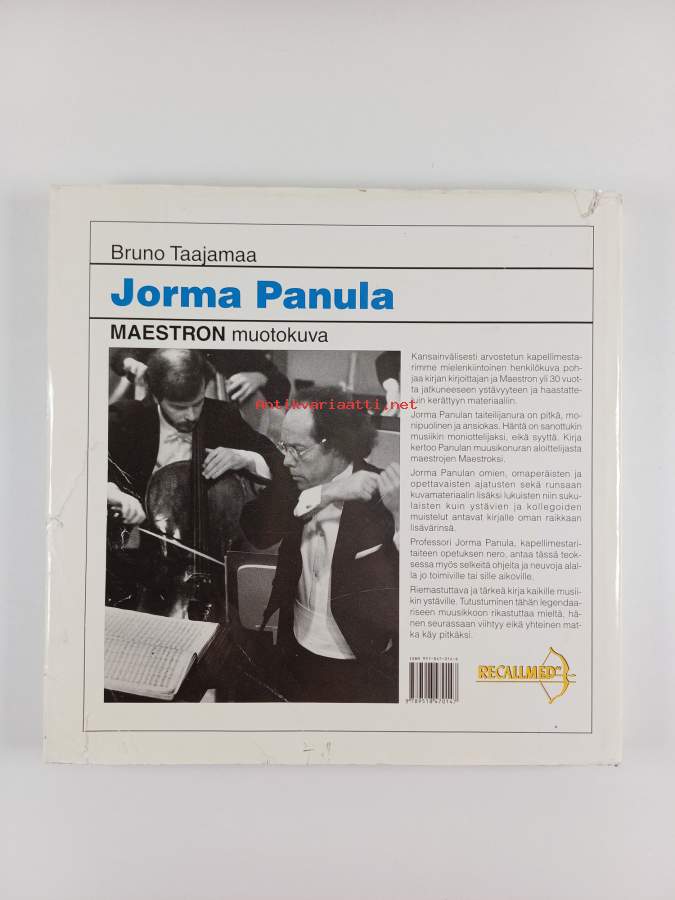 Bruno Taajamaa
Jorma Panula
MAESTRON muotokuva
antikvariaatti.net
Kansainvälisesti arvostetun kapellimesta-
rimme mielenkiintoinen henkilökuva poh-
jaa kirjan kirjoittajan ja Maestron yli 30 vuot-
ta jatkuneeseen ystävyyteen ja haastatte-
luin kerättyyn materiaaliin.
Jorma Panulan taiteilijanura on pitkä, mo-
nipuolinen ja ansiokas. Häntä on sanottukin
musiikin moniottelijaksi, eikä syyttä. Kirja
kertoo Panulan muusikonuran aloittelijasta
maestrojen Maestroksi.
Jorma Panulan omien, omaperäisten ja
opettavaisten ajatusten sekä runsaan
kuvamateriaalin lisäksi lukuisten niin suku-
laisten kuin ystävien ja kollegoiden
muistelut antavat kirjalle oman raikkaan
lisävärinsä.
Professori Jorma Panula, kapellimestari-
taiteen opetuksen nero, antaa tässä teok-
sessa myös selkeitä ohjeita ja neuvoja alal-
la jo toimiville tai sille aikoville.
Riemastuttava ja tärkeä kirja kaikille musii-
kin ystäville. Tutustuminen tähän legendaa-
riseen muusikkoon rikastuttaa mieltä, hä-
nen seurassaan viihtyy eikä yhteinen mat-
ka käy pitkäksi.
RECALLMED
9 789518 470147